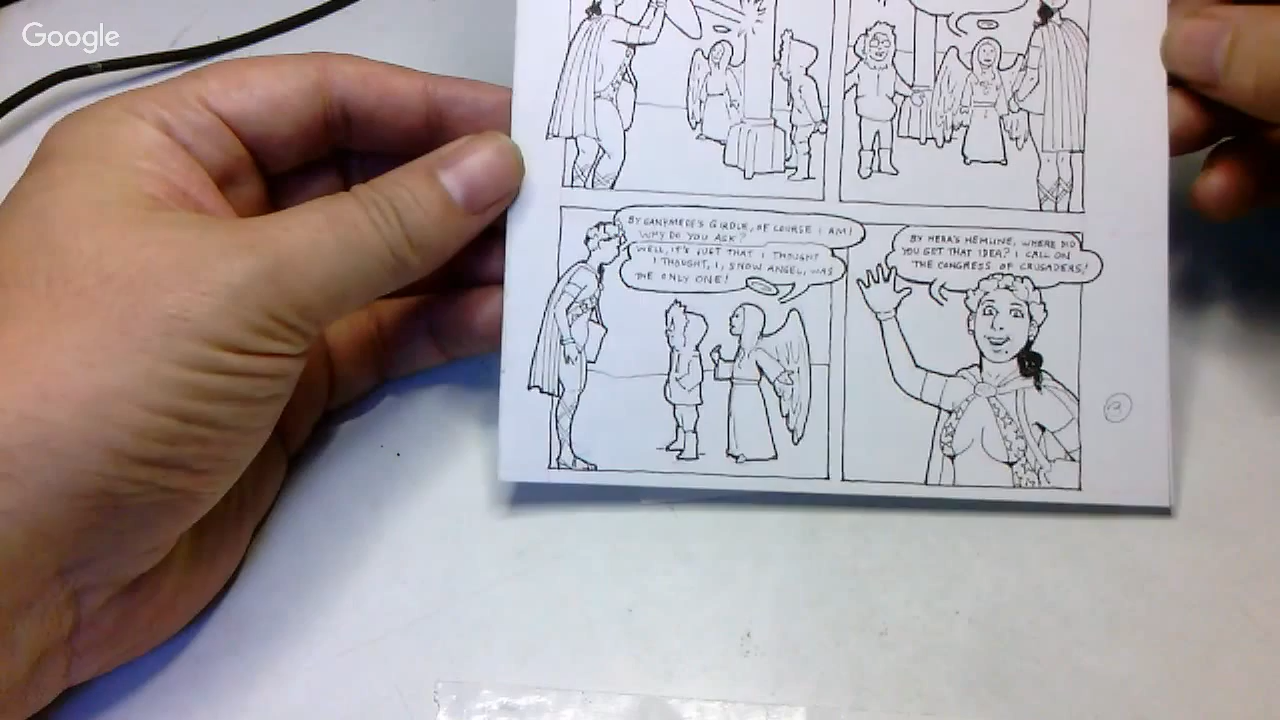 Google
BY GANYMEDE'S GIRDLE, OF COURSE I AM!
WHY DO YOU ASK?
WELL, IT'S JUST THAT I THOUGHT
I THOUGHT, I, SNOW ANGEL, WAS
THE ONLY ONE!
BY HERA'S HEMLINE, WHERE DID
YOU GET THAT IDEA? I CALL ON
THE CONGRESS OF CRUSADERS!